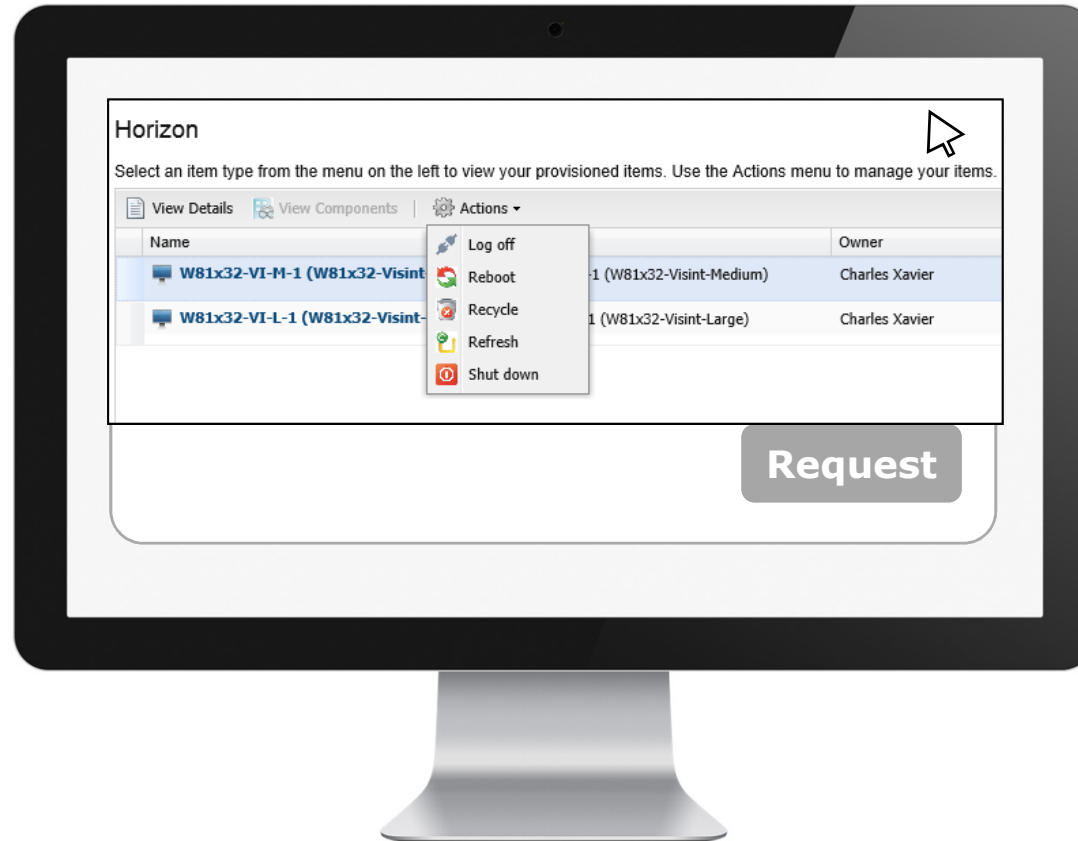 Horizon
Select an item type from the menu on the left to view your provisioned items. Use the Actions menu to manage your items.
View Details View Components Actions
Name Owner
Log off
W81x32-VI-M-1 (W81x32-Visint- -1 (W81x32-Visint-Medium) Charles Xavier
Reboot
Recycle
W81x32-VI-L-1 (W81x32-Visint- 1 (W81x32-Visint-Large) Charles Xavier
Refresh
Shut down
Request